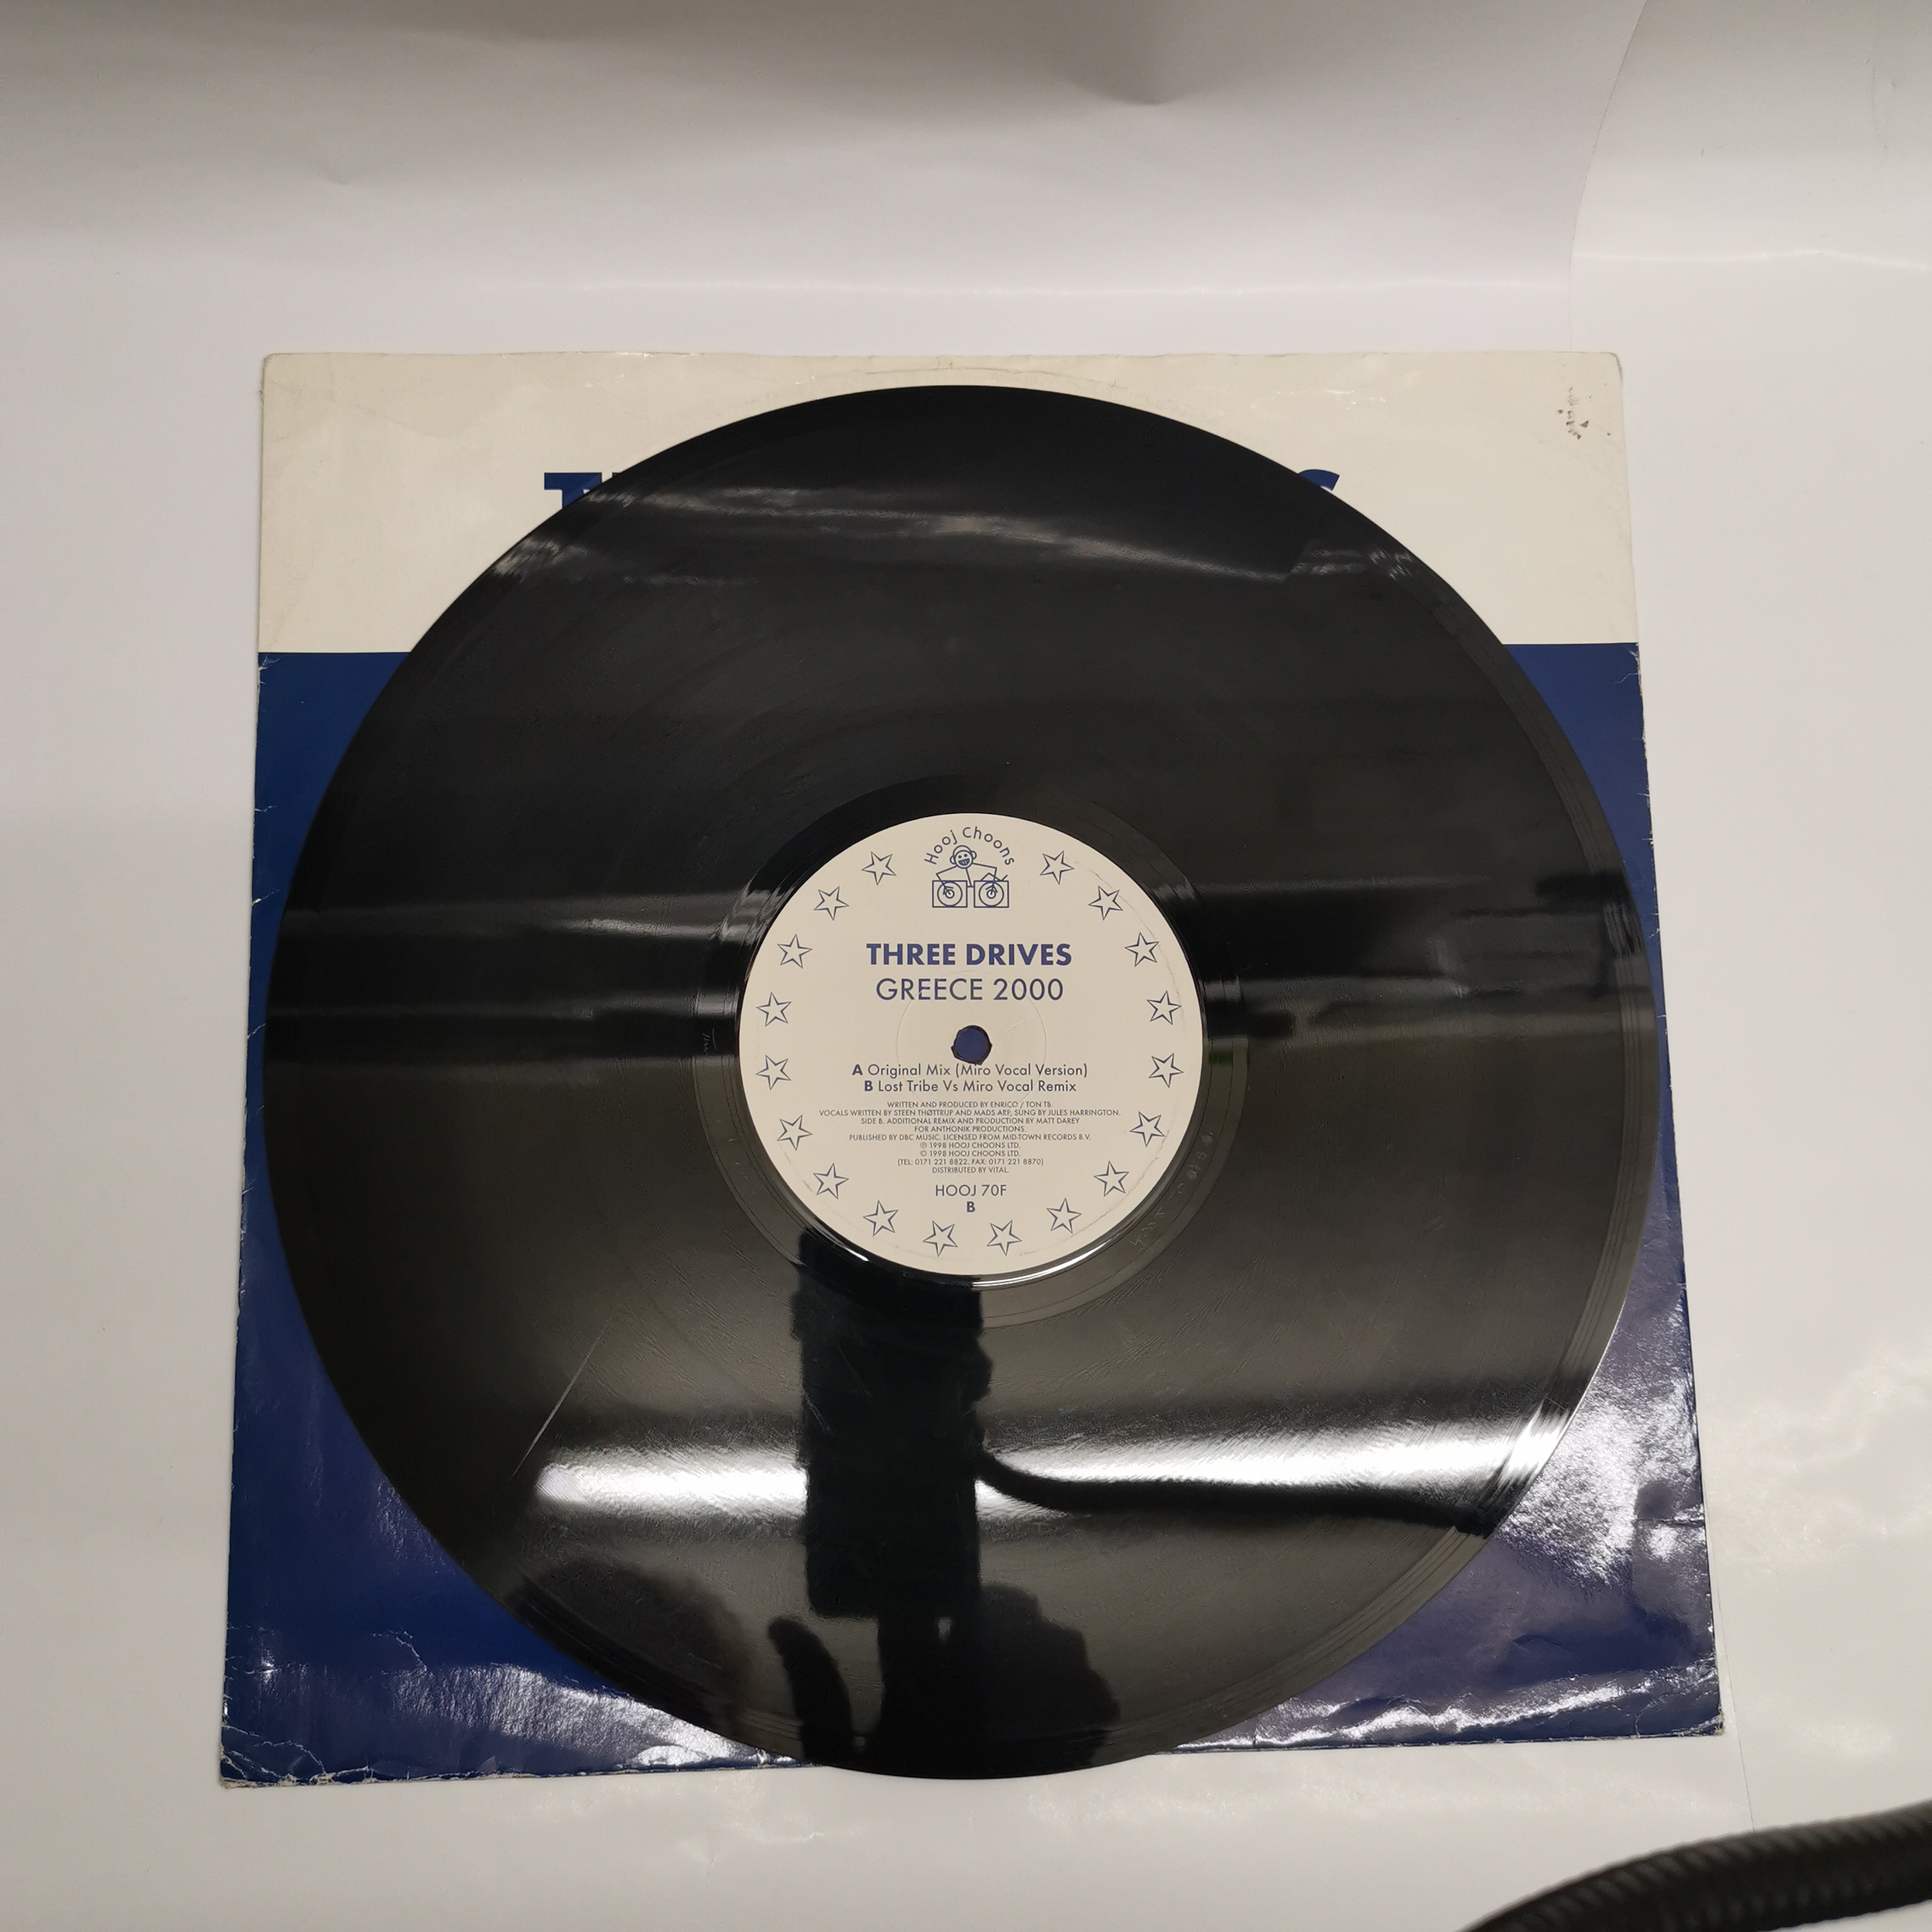 Hooj Choons
THREE DRIVES
GREECE 2000
A Original Mix (Miro Vocal Version)
B Lost Tribe Vs Miro Vocal Remix
WRITTEN AND PRODUCED BY ENRICO / TON TB.
VOCALS WRITTEN BY STEEN THØTTRUP AND MADS ARP, SUNG BY JULES HARRINGTON.
SIDE B. ADDITIONAL REMIX AND PRODUCTION BY MATT DAREY
FOR ANTHONIK PRODUCTIONS.
PUBLISHED BY DBC MUSIC. LICENSED FROM MID-TOWN RECORDS B.V.
℗ 1998 HOOJ CHOONS LTD.
© 1998 HOOJ CHOONS LTD.
(TEL: 0171 221 8822. FAX: 0171 221 8870)
DISTRIBUTED BY VITAL.
HOOJ 70F
B